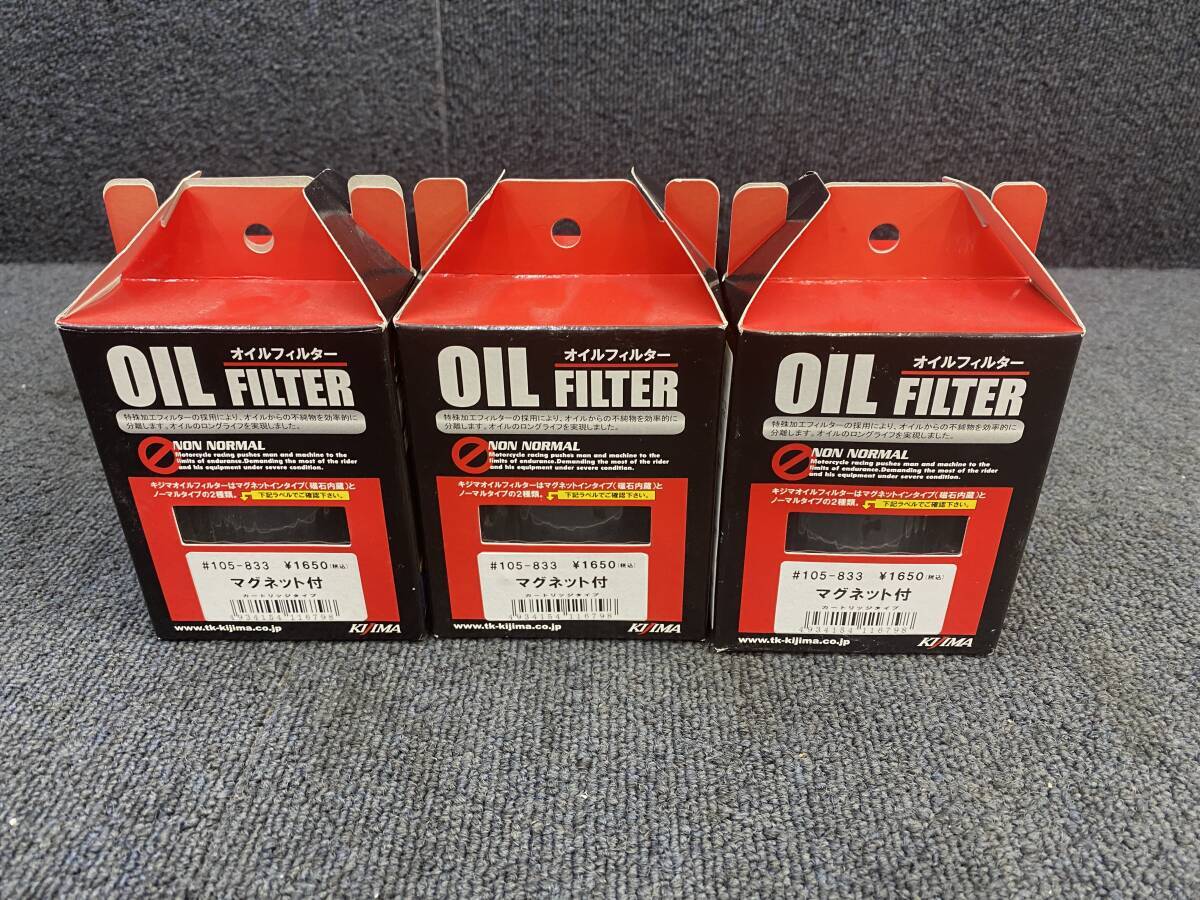 オイルフィルター
OIL FILTER
特殊加工フィルターの採用により、オイルからの不純物を効率的に
分離します。オイルのロングライフを実現しました。
NON NORMAL
Motorcycle racing pushes man and machine to the
limits of endurance.Demanding the most of the rider
and his equipment under severe condition.
キジマオイルフィルターはマグネットインタイプ(磁石内蔵)と
ノーマルタイプの2種類。 下記ラベルでご確認下さい。
#105-833 ¥1650(税込)
マグネット付
カートリッジタイプ
4934154 116798
www.tk-kijima.co.jp KIJIMA
オイルフィルター
OIL FILTER
特殊加工フィルターの採用により、オイルからの不純物を効率的に
分離します。オイルのロングライフを実現しました。
NON NORMAL
Motorcycle racing pushes man and machine to the
limits of endurance.Demanding the most of the rider
and his equipment under severe condition.
キジマオイルフィルターはマグネットインタイプ(磁石内蔵)と
ノーマルタイプの2種類。 下記ラベルでご確認下さい。
#105-833 ¥1650(税込)
マグネット付
カートリッジタイプ
4934154 116798
www.tk-kijima.co.jp KIJIMA
オイルフィルター
OIL FILTER
特殊加工フィルターの採用により、オイルからの不純物を効率的に
分離します。オイルのロングライフを実現しました。
NON NORMAL
Motorcycle racing pushes man and machine to the
limits of endurance.Demanding the most of the rider
and his equipment under severe condition.
キジマオイルフィルターはマグネットインタイプ(磁石内蔵)と
ノーマルタイプの2種類。 下記ラベルでご確認下さい。
#105-833 ¥1650(税込)
マグネット付
カートリッジタイプ
4934154 116798
www.tk-kijima.co.jp KIJIMA